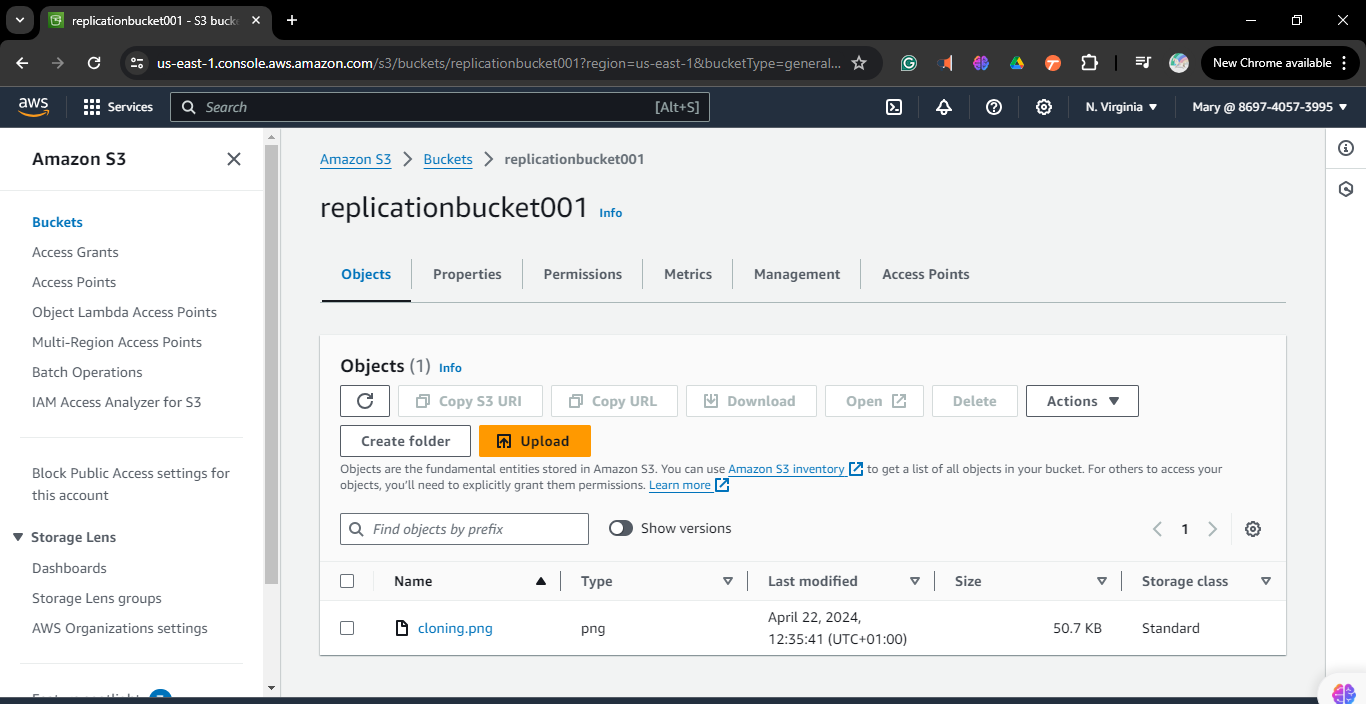 replicationbucket001 - S3 buck
us-east-1.console.aws.amazon.com/s3/buckets/replicationbucket001?region=us-east-1&bucketType=general...
New Chrome available
aws
Services
Search
[Alt+S]
N. Virginia
Mary @ 8697-4057-3995
Amazon S3
Buckets
Access Grants
Access Points
Object Lambda Access Points
Multi-Region Access Points
Batch Operations
IAM Access Analyzer for S3
Block Public Access settings for
this account
Storage Lens
Dashboards
Storage Lens groups
AWS Organizations settings
Amazon S3 > Buckets > replicationbucket001
replicationbucket001 Info
Objects
Properties
Permissions
Metrics
Management
Access Points
Objects (1) Info
Copy S3 URI
Copy URL
Download
Open
Delete
Actions
Create folder
Upload
Objects are the fundamental entities stored in Amazon S3. You can use Amazon S3 inventory to get a list of all objects in your bucket. For others to access your
objects, you'll need to explicitly grant them permissions. Learn more
Find objects by prefix
Show versions
1
Name
Type
Last modified
Size
Storage class
cloning.png
png
April 22, 2024,
12:35:41 (UTC+01:00)
50.7 KB
Standard